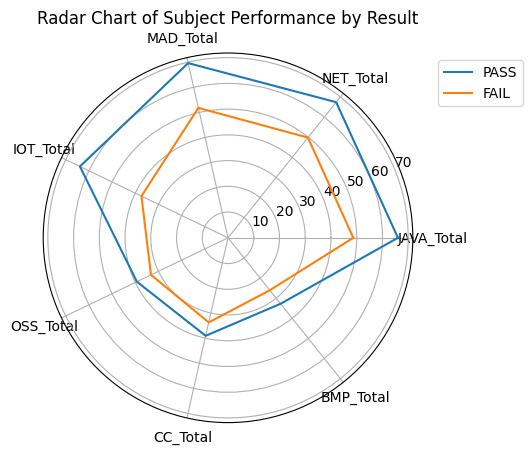 Radar Chart of Subject Performance by Result
MAD_Total
NET_Total
PASS
FAIL
IOT_Total
70
60
50
40
30
20
10
JAVA_Total
OSS_Total
BMP_Total
CC_Total